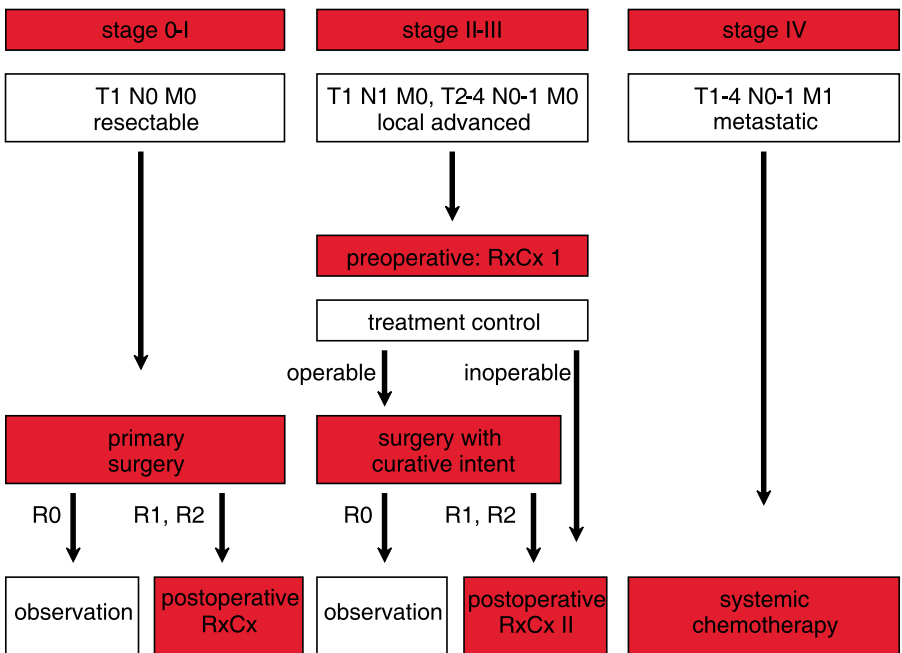 stage 0-I
stage II-III
stage IV
T1 N0 M0
resectable
T1 N1 M0, T2-4 N0-1 M0
local advanced
T1-4 N0-1 M1
metastatic
preoperative: RxCx 1
treatment control
operable
inoperable
primary
surgery
surgery with
curative intent
R0
R1, R2
R0
R1, R2
observation
postoperative
RxCx
observation
postoperative
RxCx II
systemic
chemotherapy